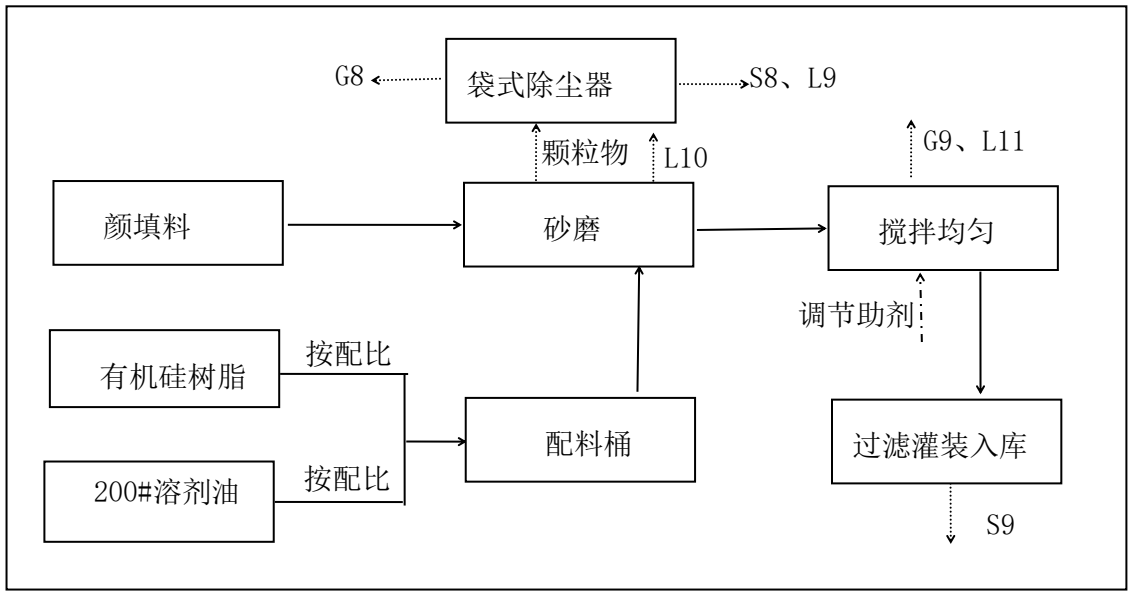 G8
袋式除尘器
S8、L9
颗粒物
L10
G9、L11
颜填料
砂磨
搅拌均匀
调节助剂
按配比
有机硅树脂
配料桶
过滤灌装入库
按配比
200#溶剂油
S9